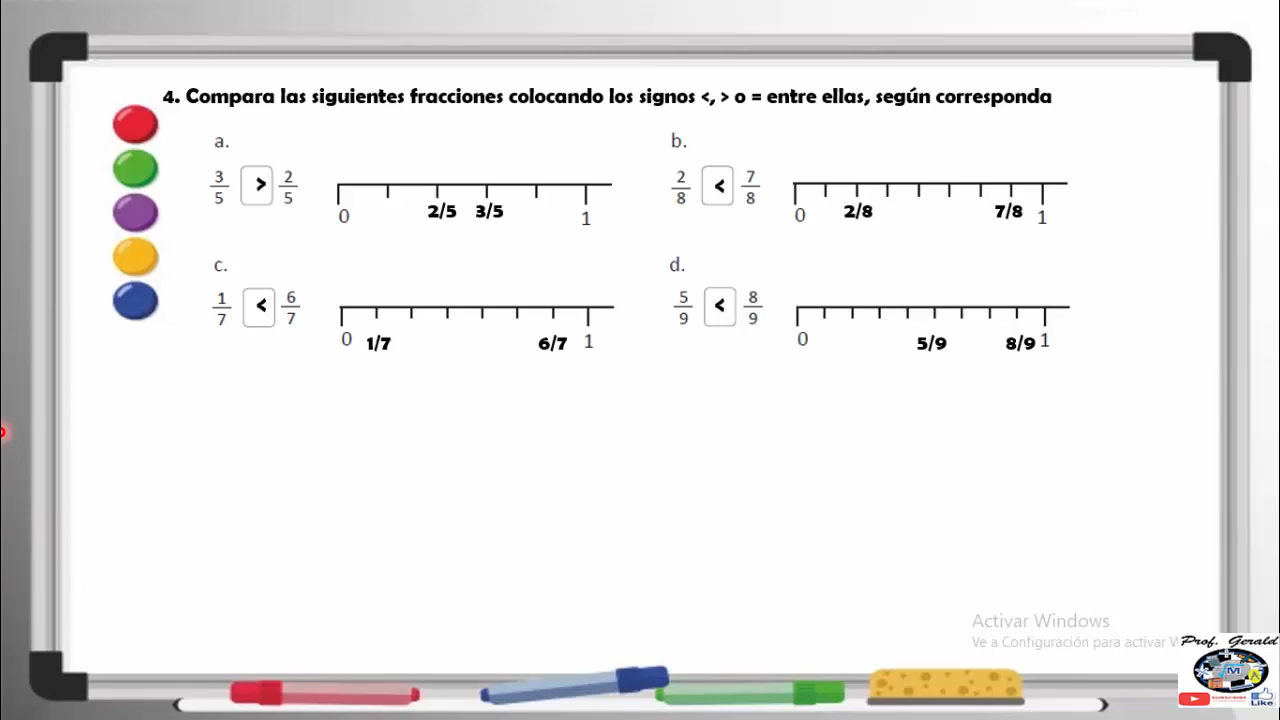 4. Compara las siguientes fracciones colocando los signos <, > o = entre ellas, según corresponda
a.
3/5 > 2/5
0 2/5 3/5 1
b.
2/8 < 7/8
0 2/8 7/8 1
c.
1/7 < 6/7
0 1/7 6/7 1
d.
5/9 < 8/9
0 5/9 8/9 1
Activar Windows
Ve a Configuración para activar W
Prof. Gerald
Like